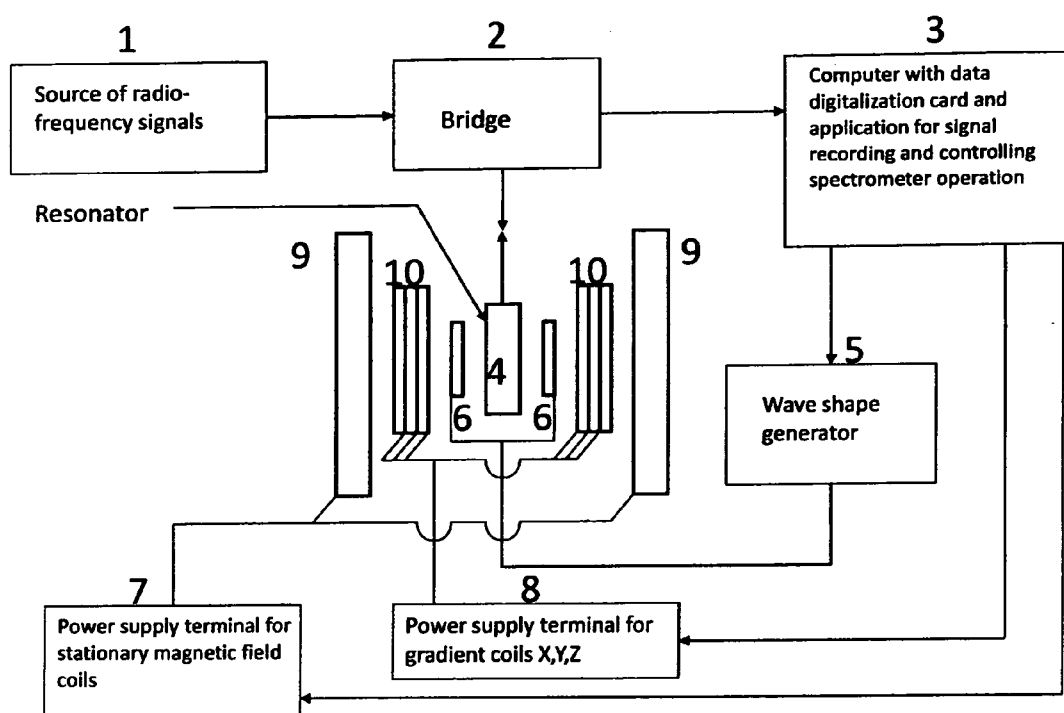 1
2
3
Source of radio-
frequency signals
Bridge
Computer with data
digitalization card and
application for signal
recording and controlling
spectrometer operation
Resonator
9
10
10
9
4
6
6
5
Wave shape
generator
7
8
Power supply terminal for
stationary magnetic field
coils
Power supply terminal for
gradient coils X,Y,Z